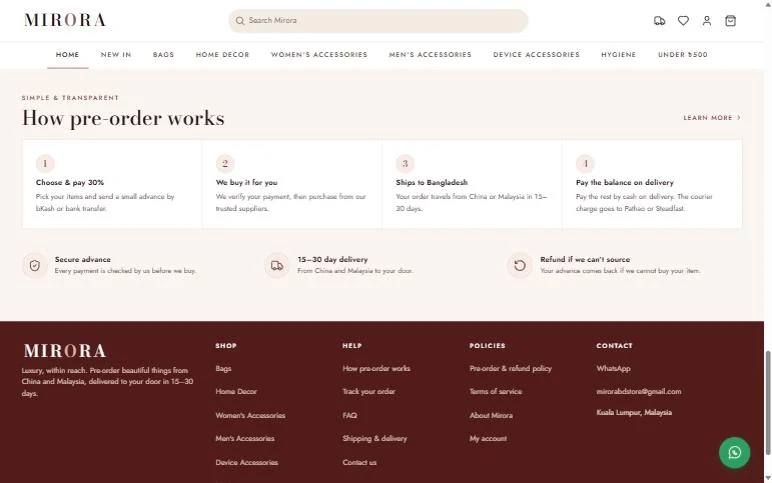 MIRORA
Search Mirora
HOME NEW IN BAGS HOME DECOR WOMEN'S ACCESSORIES MEN'S ACCESSORIES DEVICE ACCESSORIES HYGIENE UNDER ৳500
SIMPLE & TRANSPARENT
How pre-order works
LEARN MORE
1
Choose & pay 30%
Pick your items and send a small advance by
bKash or bank transfer.
2
We buy it for you
We verify your payment, then purchase from our
trusted suppliers.
3
Ships to Bangladesh
Your order travels from China or Malaysia in 15–
30 days.
4
Pay the balance on delivery
Pay the rest by cash on delivery. The courier
charge goes to Pathao or Steadfast.
Secure advance
Every payment is checked by us before we buy.
15–30 day delivery
From China and Malaysia to your door.
Refund if we can't source
Your advance comes back if we cannot buy your item.
MIRORA
Luxury, within reach. Pre-order beautiful things from
China and Malaysia, delivered to your door in 15–30
days.
SHOP
Bags
Home Decor
Women's Accessories
Men's Accessories
Device Accessories
HELP
How pre-order works
Track your order
FAQ
Shipping & delivery
Contact us
POLICIES
Pre-order & refund policy
Terms of service
About Mirora
My account
CONTACT
WhatsApp
mirorabdstore@gmail.com
Kuala Lumpur, Malaysia